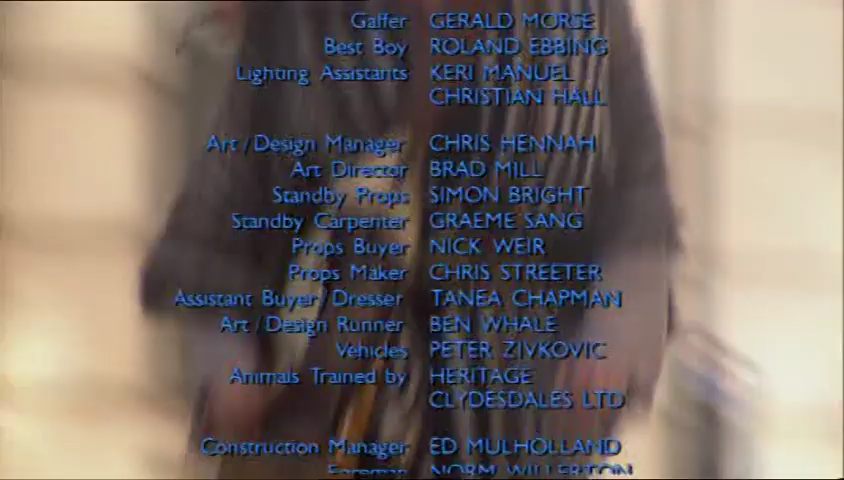 Gaffer GERALD MORSE
Best Boy ROLAND EBBING
Lighting Assistants KERI MANUEL
CHRISTIAN HALL
Art / Design Manager CHRIS HENNAH
Art Director BRAD MILL
Standby Props SIMON BRIGHT
Standby Carpenter GRAEME SANG
Props Buyer NICK WEIR
Props Maker CHRIS STREETER
Assistant Buyer / Dresser TANEA CHAPMAN
Art / Design Runner BEN WHALE
Vehicles PETER ZIVKOVIC
Animals Trained by HERITAGE
CLYDESDALES LTD
Construction Manager ED MULHOLLAND
Foreman NORM WILLERTON